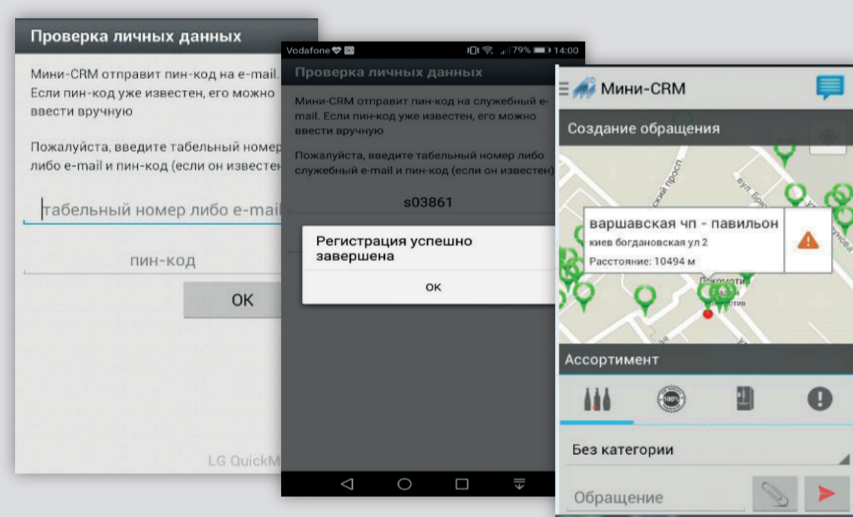 Проверка личных данных
Мини-CRM отправит пин-код на e-mail.
Если пин-код уже известен, его можно
ввести вручную
Пожалуйста, введите табельный номер
либо e-mail и пин-код (если он известен
табельный номер либо e-mail
пин-код
OK
LG QuickM
Vodafone
79%
14:00
Проверка личных данных
Мини-CRM отправит пин-код на служебный e-
mail. Если пин-код уже известен, его можно
ввести вручную
Пожалуйста, введите табельный номер либо
служебный e-mail и пин-код (если он известен)
s03861
Регистрация успешно
завершена
ОК
Мини-CRM
Создание обращения
просп.
вул.
варшавская чп - павильон
киев богдановская ул 2
Расстояние: 10494 м
Ассортимент
100%
Без категории
Обращение